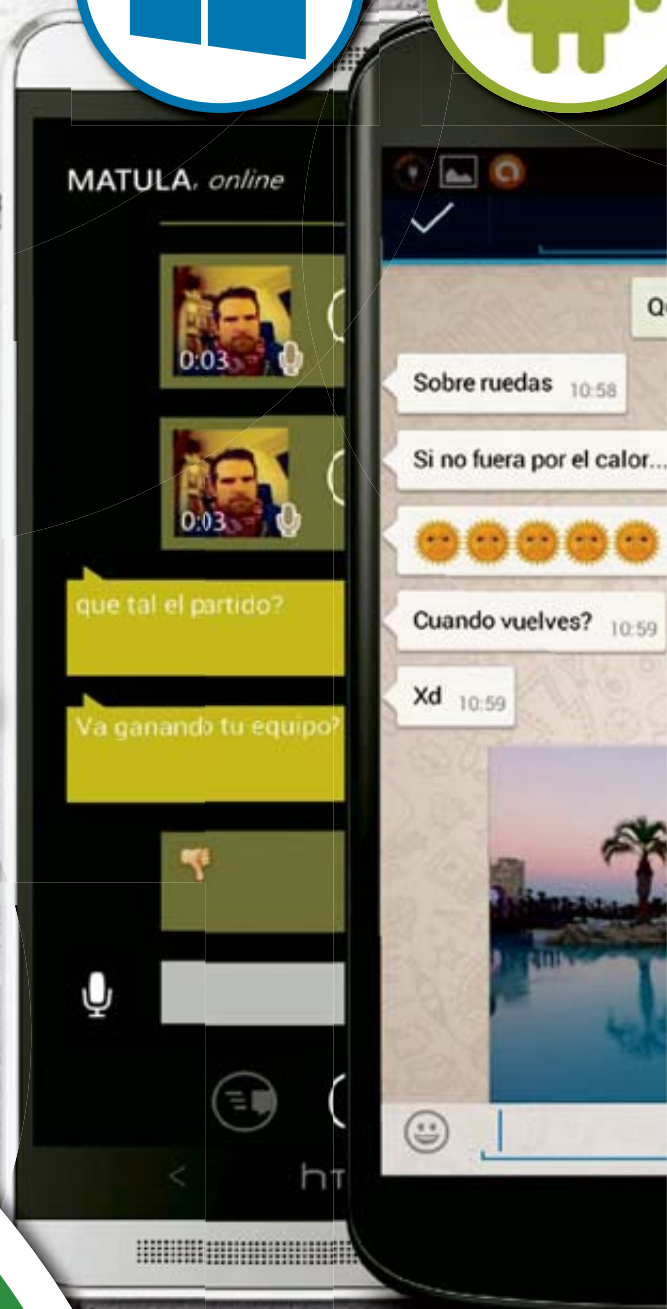 MATULA, online
0:03
0:03
que tal el partido?
Va ganando tu equipo?
Sobre ruedas 10:58
Si no fuera por el calor...
Cuando vuelves? 10:59
Xd 10:59